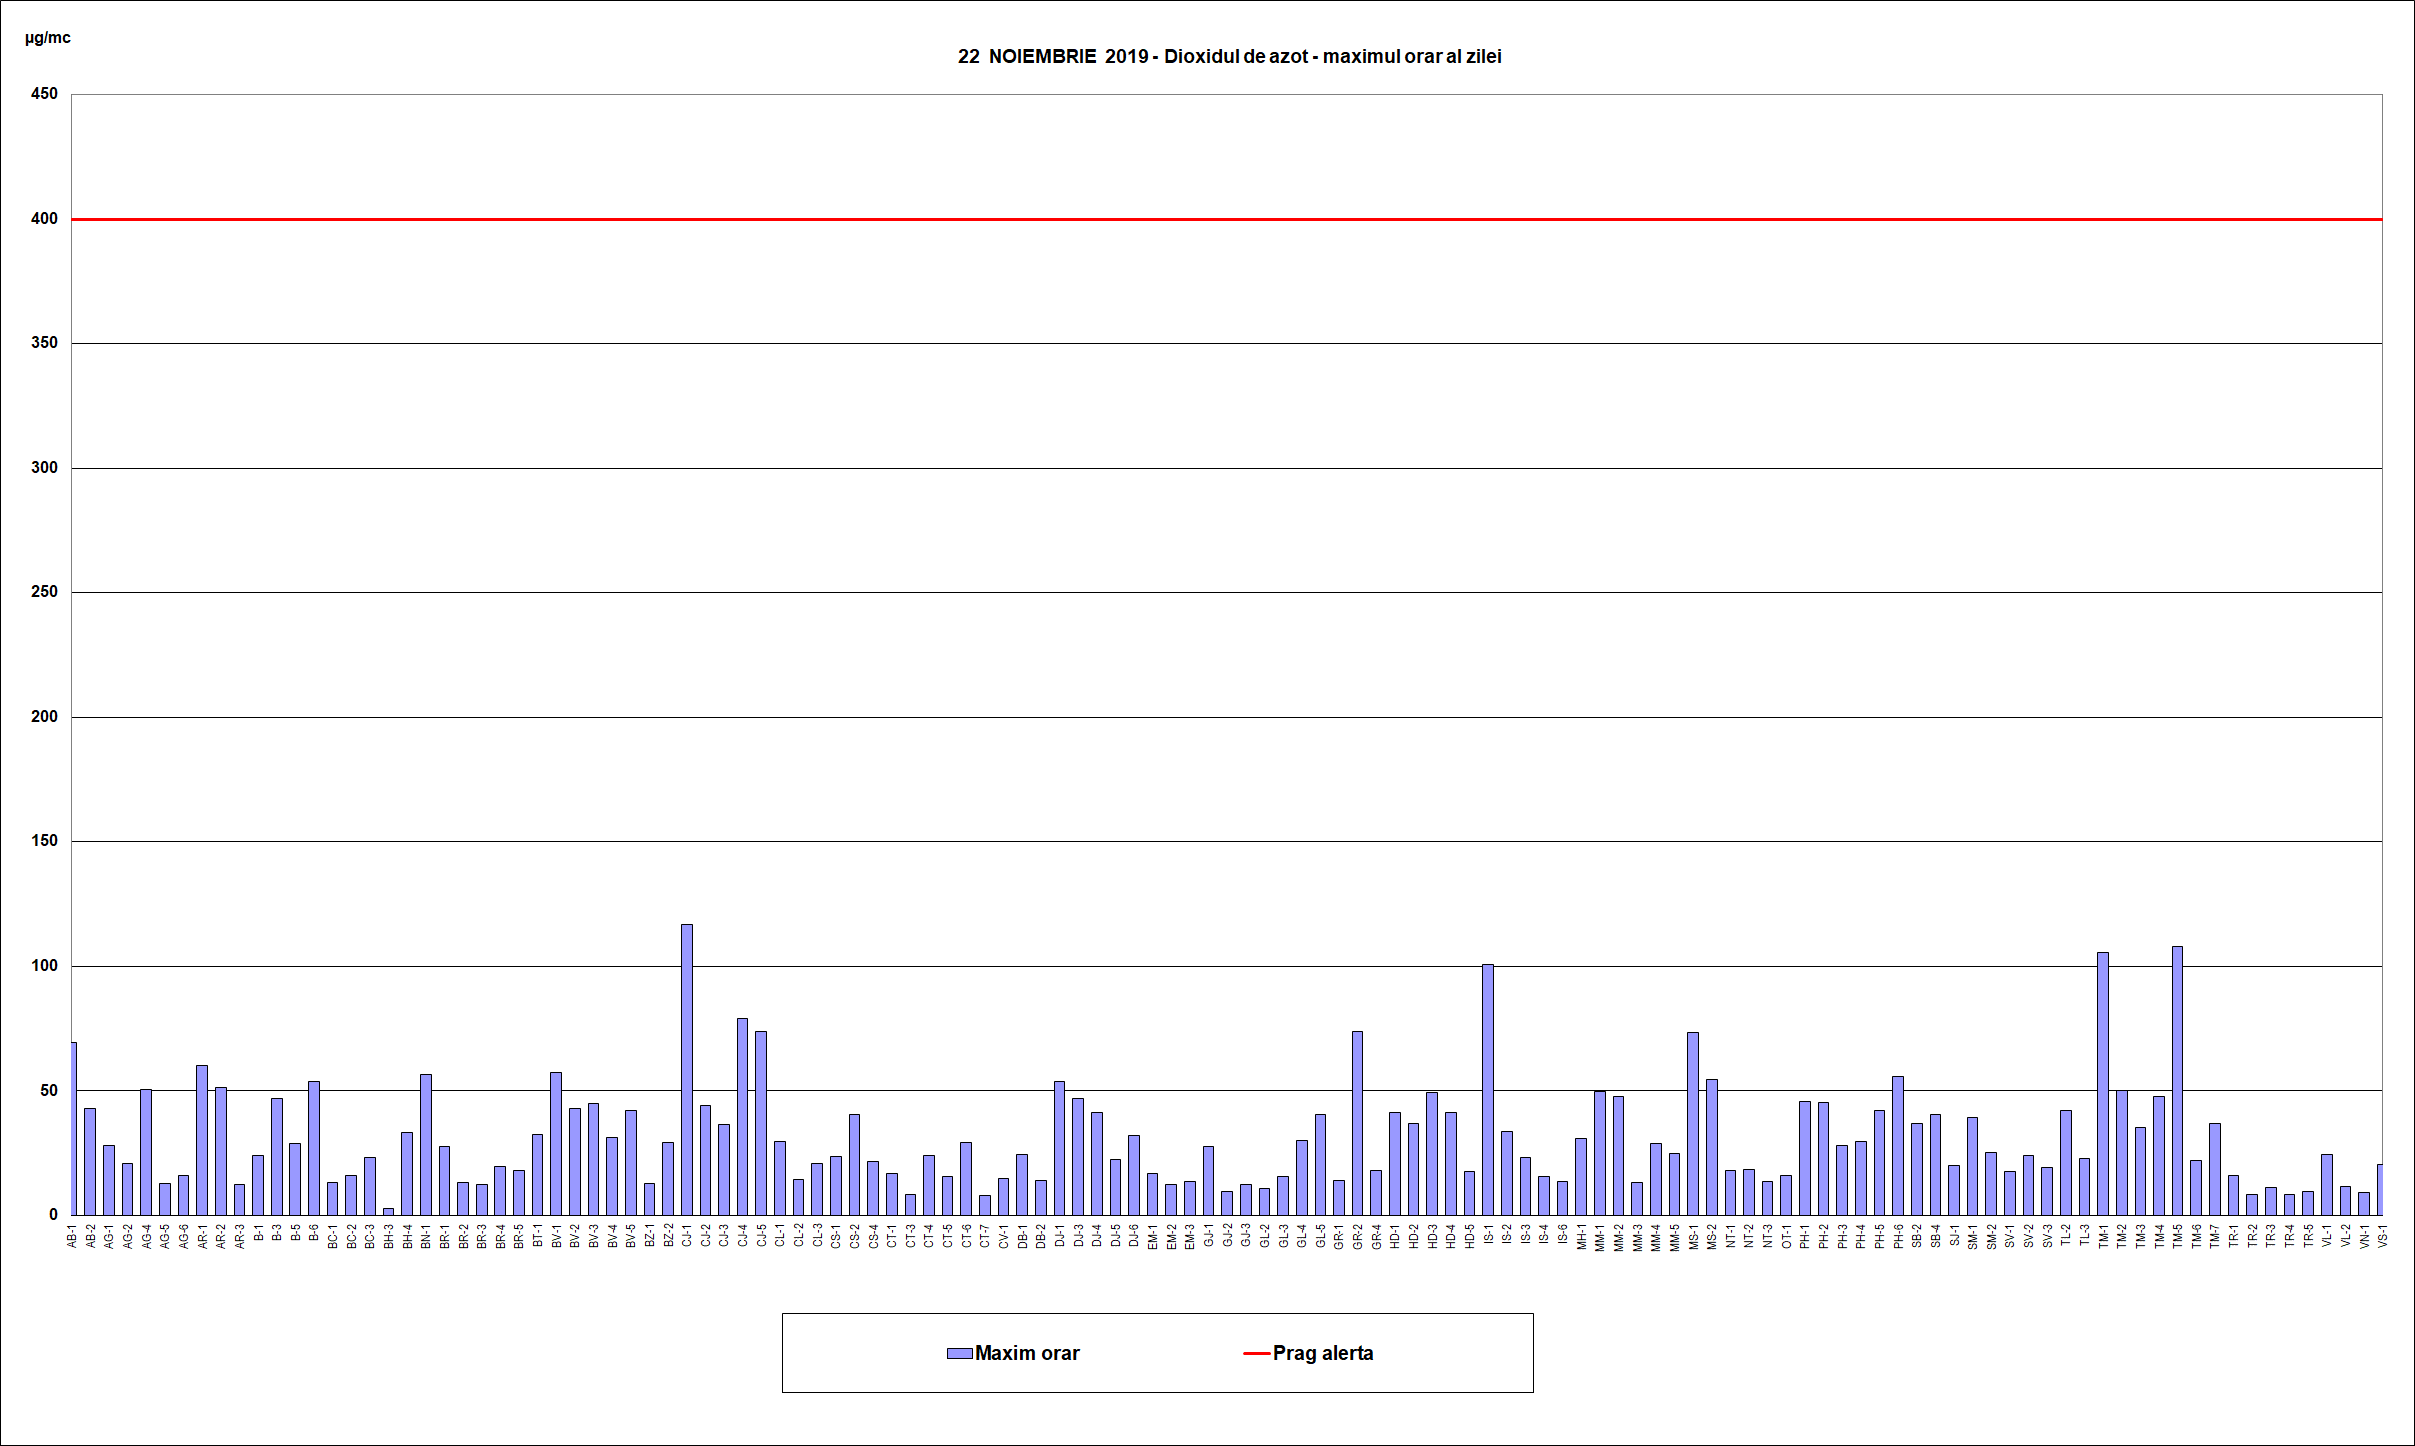 µg/mc
22 NOIEMBRIE 2019 - Dioxidul de azot - maximul orar al zilei
450
400
350
300
250
200
150
100
50
0
AB-1 AB-2 AG-1 AG-2 AG-4 AG-5 AG-6 AR-1 AR-2 AR-3 B-1 B-3 B-5 B-6 BC-1 BC-2 BC-3 BH-3 BH-4 BN-1 BR-1 BR-2 BR-3 BR-4 BR-5 BT-1 BV-1 BV-2 BV-3 BV-4 BV-5 BZ-1 BZ-2 CJ-1 CJ-2 CJ-3 CJ-4 CJ-5 CL-1 CL-2 CL-3 CS-1 CS-2 CS-4 CT-1 CT-3 CT-4 CT-5 CT-6 CT-7 CV-1 DB-1 DB-2 DJ-1 DJ-3 DJ-4 DJ-5 DJ-6 EM-1 EM-2 EM-3 GJ-1 GJ-2 GJ-3 GL-2 GL-3 GL-4 GL-5 GR-1 GR-2 GR-4 HD-1 HD-2 HD-3 HD-4 HD-5 IS-1 IS-2 IS-3 IS-4 IS-6 MH-1 MM-1 MM-2 MM-3 MM-4 MM-5 MS-1 MS-2 NT-1 NT-2 NT-3 OT-1 PH-1 PH-2 PH-3 PH-4 PH-5 PH-6 SB-2 SB-4 SJ-1 SM-1 SM-2 SV-1 SV-2 SV-3 TL-2 TL-3 TM-1 TM-2 TM-3 TM-4 TM-5 TM-6 TM-7 TR-1 TR-2 TR-3 TR-4 TR-5 VL-1 VL-2 VN-1 VS-1
Maxim orar Prag alerta